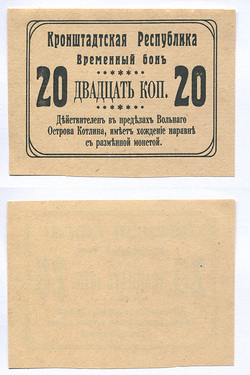 Кронштадтская Республика
Временный бонъ
20 ДВАДЦАТЬ КОП. 20
Дѣйствителенъ въ предѣлахъ Вольнаго
Острова Котлина, имѣетъ хожденіе наравнѣ
съ размѣнной монетой.